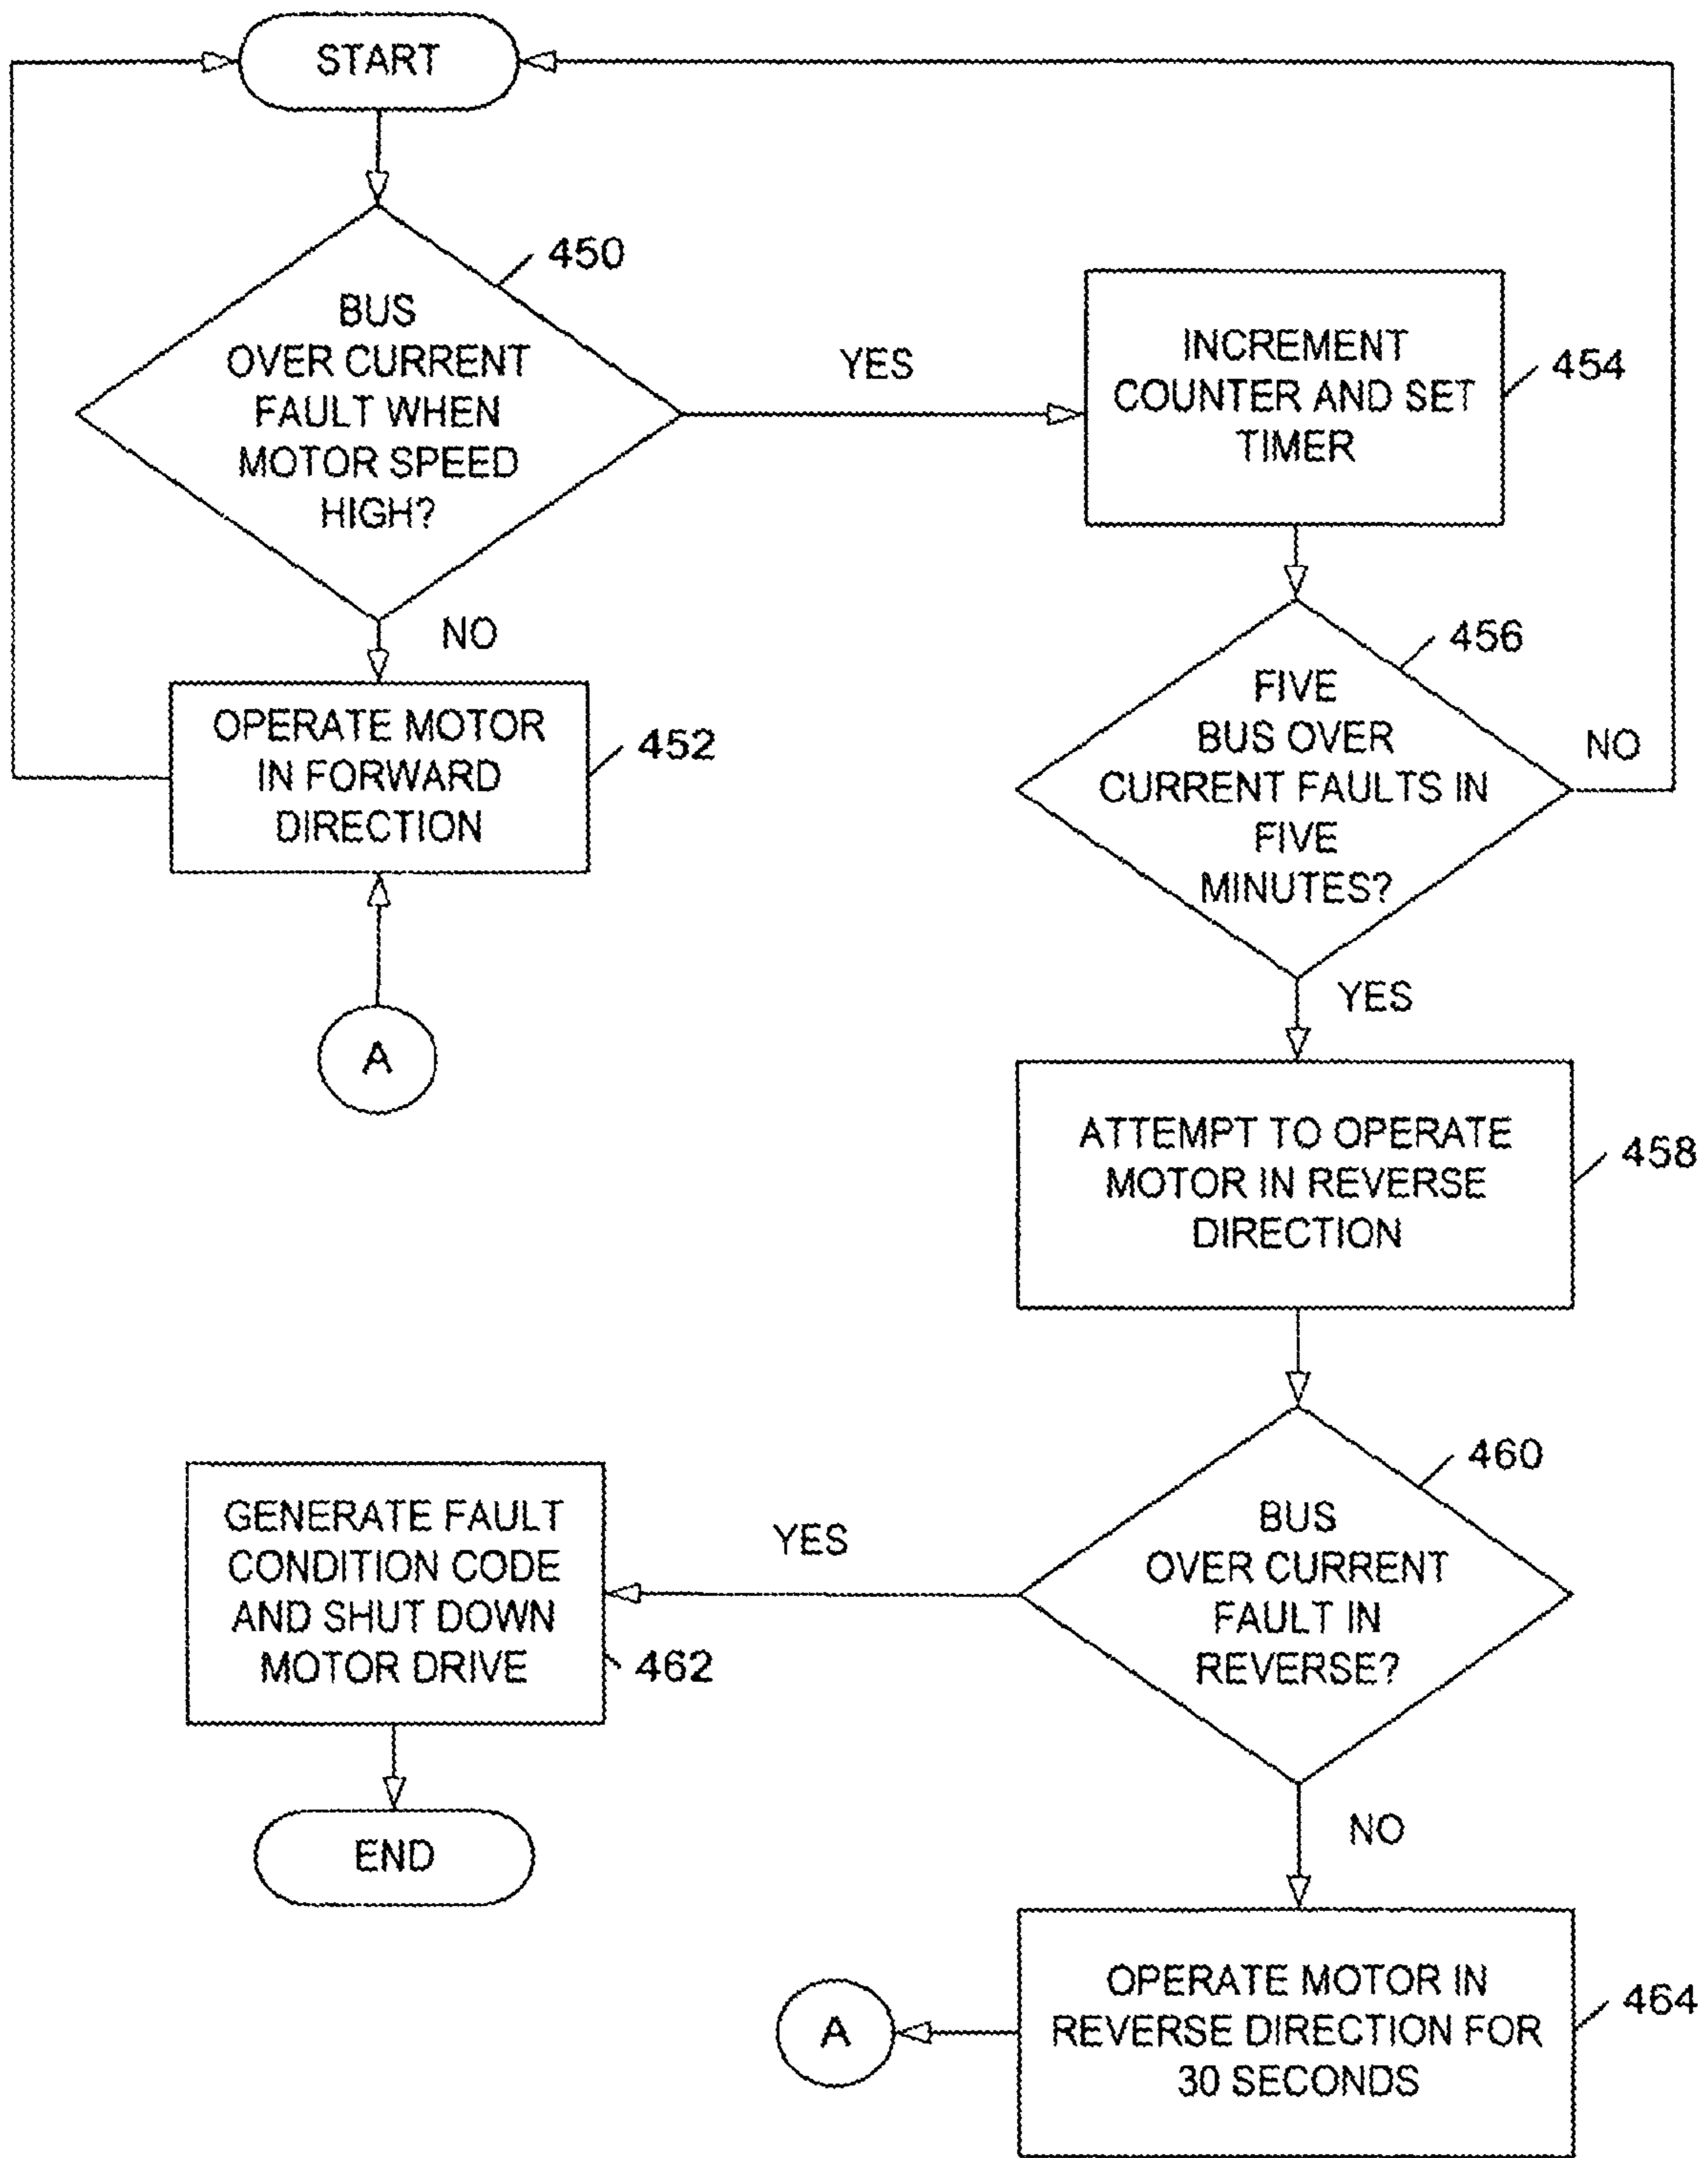 START
450
BUS
OVER CURRENT
FAULT WHEN
MOTOR SPEED
HIGH?
YES
INCREMENT
COUNTER AND SET
TIMER
454
NO
OPERATE MOTOR
IN FORWARD
DIRECTION
452
A
456
FIVE
BUS OVER
CURRENT FAULTS IN
FIVE
MINUTES?
NO
YES
ATTEMPT TO OPERATE
MOTOR IN REVERSE
DIRECTION
458
460
BUS
OVER CURRENT
FAULT IN
REVERSE?
YES
GENERATE FAULT
CONDITION CODE
AND SHUT DOWN
MOTOR DRIVE
462
END
NO
OPERATE MOTOR IN
REVERSE DIRECTION FOR
30 SECONDS
464
A